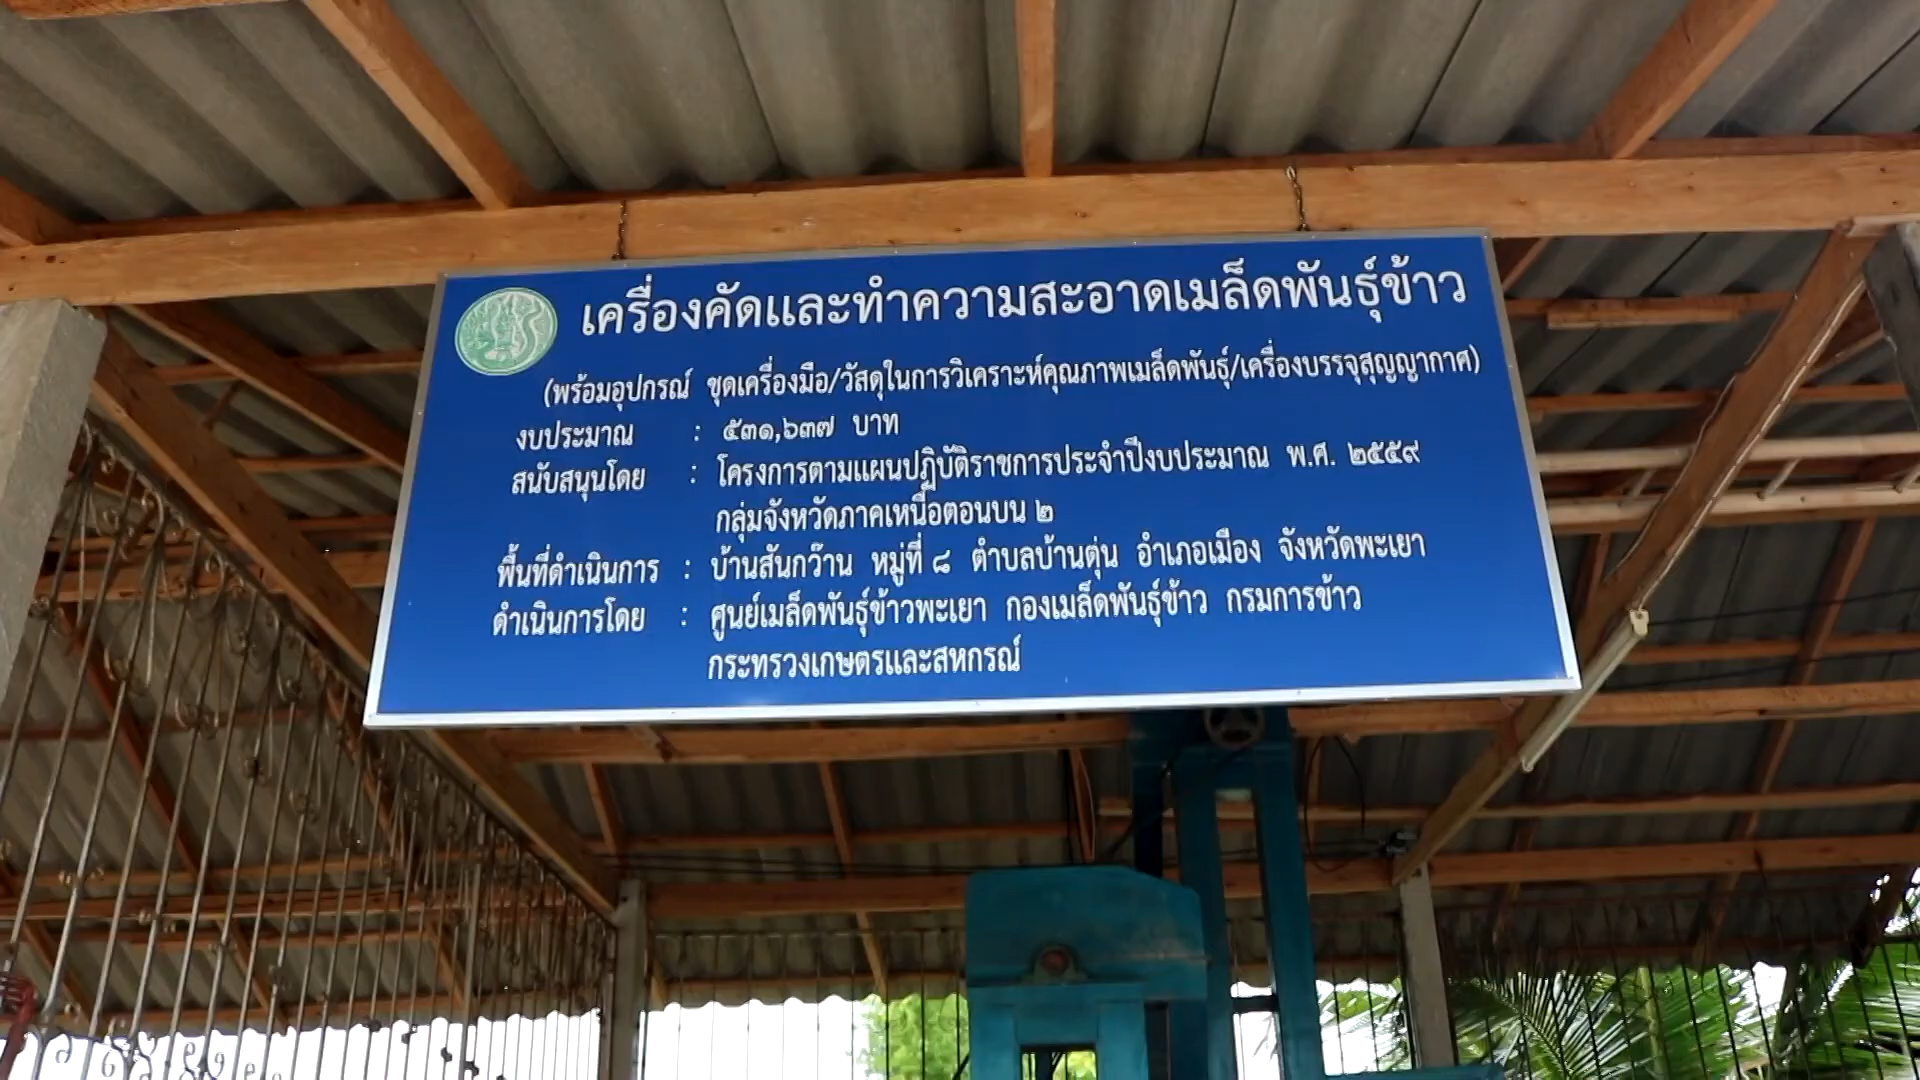 เครื่องคัดและทำความสะอาดเมล็ดพันธุ์ข้าว
(พร้อมอุปกรณ์ ชุดเครื่องมือ/วัสดุในการวิเคราะห์คุณภาพเมล็ดพันธุ์/เครื่องบรรจุสุญญากาศ)
งบประมาณ : ๕๓๑,๖๓๗ บาท
สนับสนุนโดย : โครงการตามแผนปฏิบัติราชการประจำปีงบประมาณ พ.ศ. ๒๕๕๙
กลุ่มจังหวัดภาคเหนือตอนบน ๒
พื้นที่ดำเนินการ : บ้านสันกว๊าน หมู่ที่ ๘ ตำบลบ้านตุ่น อำเภอเมือง จังหวัดพะเยา
ดำเนินการโดย : ศูนย์เมล็ดพันธุ์ข้าวพะเยา กองเมล็ดพันธุ์ข้าว กรมการข้าว
กระทรวงเกษตรและสหกรณ์